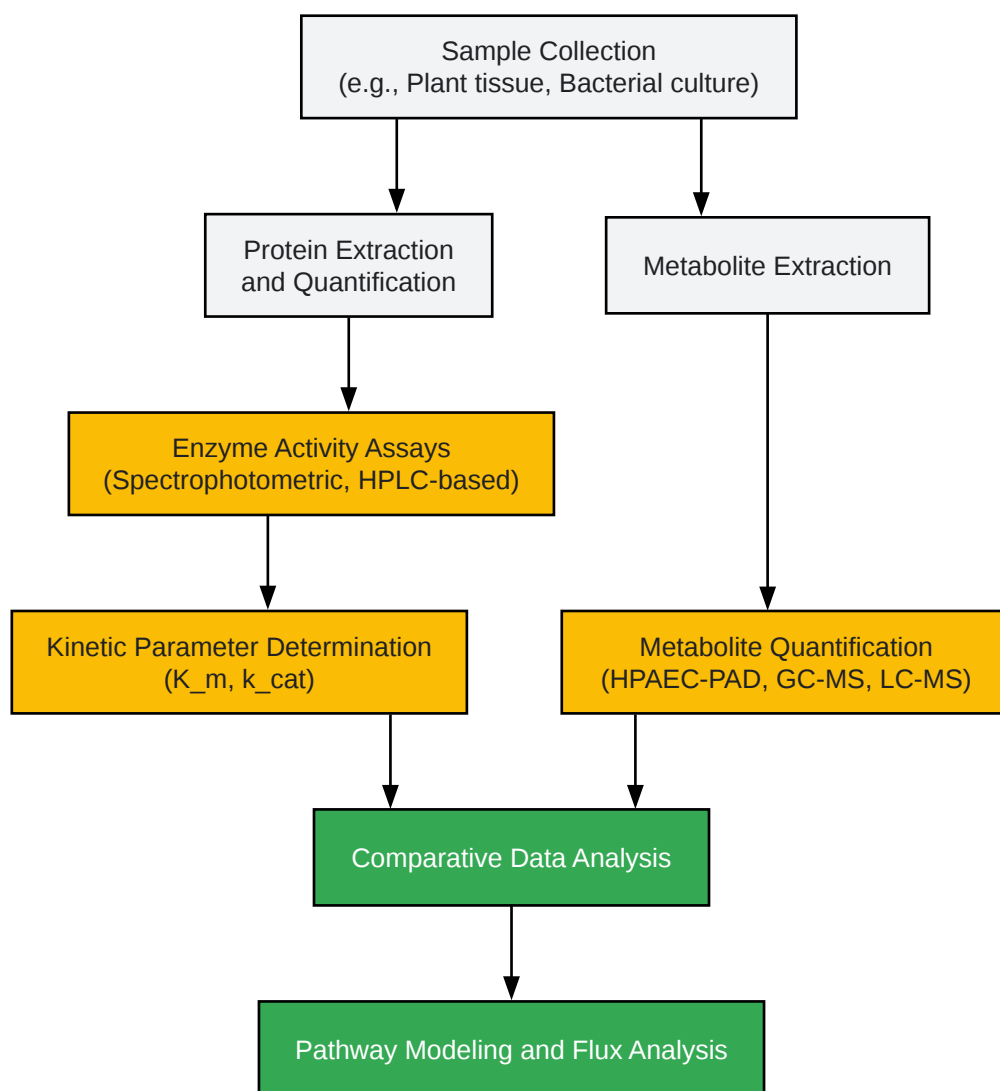 Sample Collection
(e.g., Plant tissue, Bacterial culture)
Protein Extraction
and Quantification
Metabolite Extraction
Enzyme Activity Assays
(Spectrophotometric, HPLC-based)
Kinetic Parameter Determination
(K_m, k_cat)
Metabolite Quantification
(HPAEC-PAD, GC-MS, LC-MS)
Comparative Data Analysis
Pathway Modeling and Flux Analysis